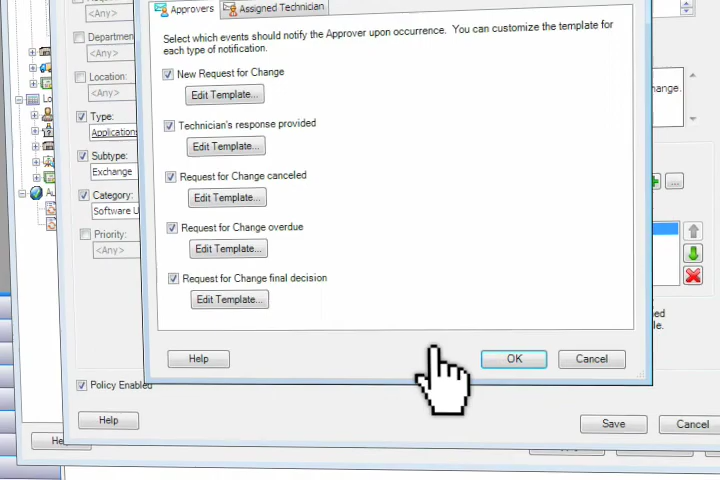 Approvers
Assigned Technician
Select which events should notify the Approver upon occurrence. You can customize the template for
each type of notification.
New Request for Change
Edit Template...
Technician's response provided
Edit Template...
Request for Change canceled
Edit Template...
Request for Change overdue
Edit Template...
Request for Change final decision
Edit Template...
Help
OK
Cancel
<Any>
Department
<Any>
Location:
<Any>
Type:
Applications
Subtype:
Exchange
Category:
Software U
Priority:
<Any>
Policy Enabled
Help
Save
Cancel
ange.
...